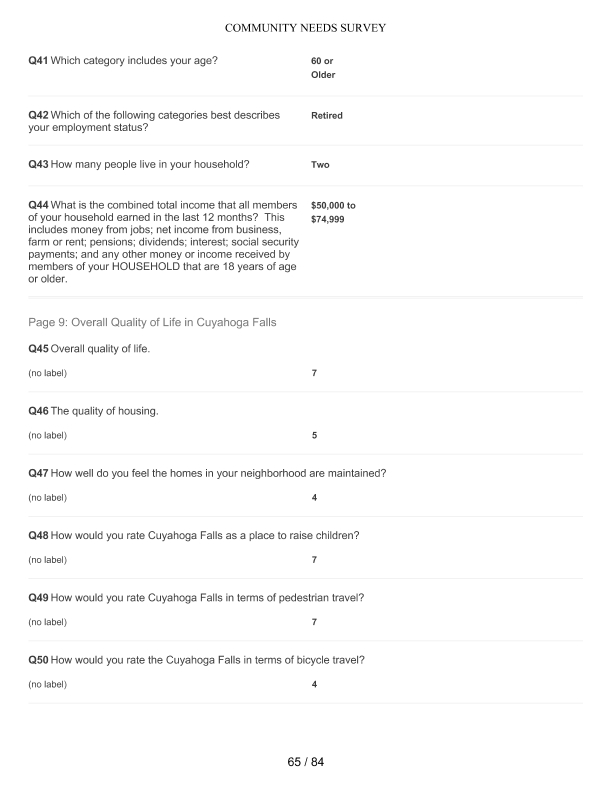 COMMUNITY NEEDS SURVEY
Q41 Which category includes your age?
60 or
Older
Q42 Which of the following categories best describes
your employment status?
Retired
Q43 How many people live in your household?
Two
Q44 What is the combined total income that all members
of your household earned in the last 12 months?  This
includes money from jobs; net income from business,
farm or rent; pensions; dividends; interest; social security
payments; and any other money or income received by
members of your HOUSEHOLD that are 18 years of age
or older.
$50,000 to
$74,999
Page 9: Overall Quality of Life in Cuyahoga Falls
Q45 Overall quality of life.
(no label) 7
Q46 The quality of housing.
(no label) 5
Q47 How well do you feel the homes in your neighborhood are maintained?
(no label) 4
Q48 How would you rate Cuyahoga Falls as a place to raise children?
(no label) 7
Q49 How would you rate Cuyahoga Falls in terms of pedestrian travel?
(no label) 7
Q50 How would you rate the Cuyahoga Falls in terms of bicycle travel?
(no label) 4
65 / 84